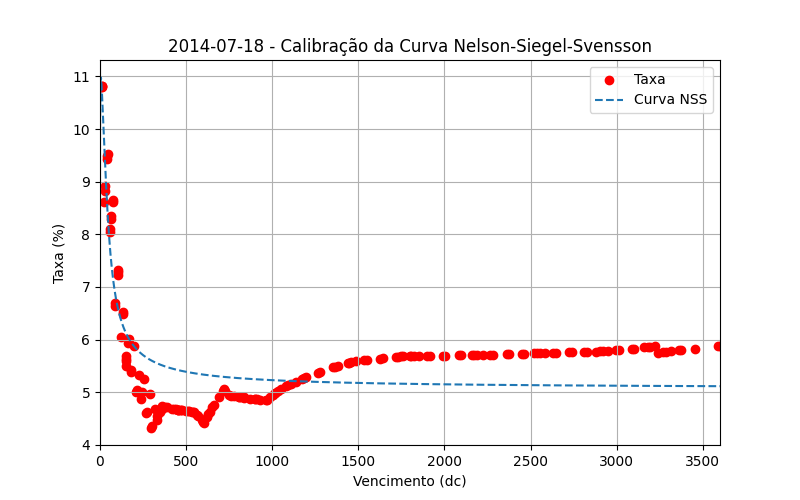 2014-07-18 - Calibração da Curva Nelson-Siegel-Svensson
Taxa
Curva NSS
Taxa (%)
11
10
9
8
7
6
5
4
0 500 1000 1500 2000 2500 3000 3500
Vencimento (dc)